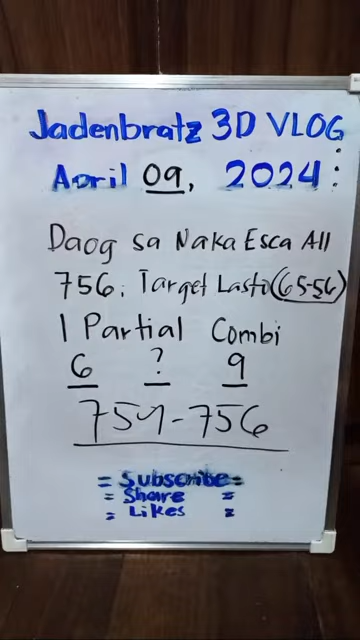 Jadenbratz 3D VLOG
April 09, 2024:
Daog sa Naka Esca All
756. Target Lasto (65-56)
1 Partial Combi
6 ? 9
754-756
= Subscribe =
= Share =
= Likes =